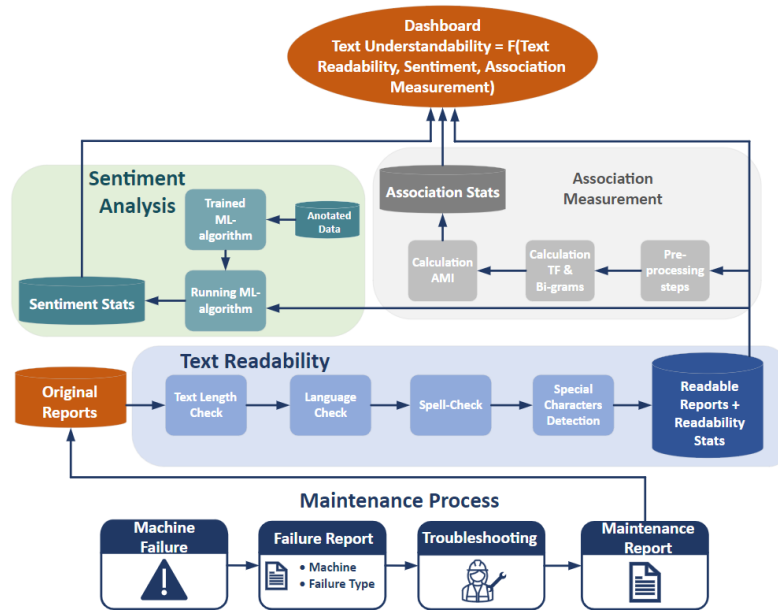 Dashboard
Text Understandability = F(Text
Readability, Sentiment, Association
Measurement)
Sentiment
Analysis
Trained
ML-
algorithm
Anotated
Data
Sentiment Stats
Running ML-
algorithm
Association Stats
Association
Measurement
Calculation
AMI
Calculation
TF &
Bi-grams
Pre-
processing
steps
Text Readability
Original
Reports
Text Length
Check
Language
Check
Spell-Check
Special
Characters
Detection
Readable
Reports +
Readability
Stats
Maintenance Process
Machine
Failure
Failure Report
• Machine
• Failure Type
Troubleshooting
Maintenance
Report